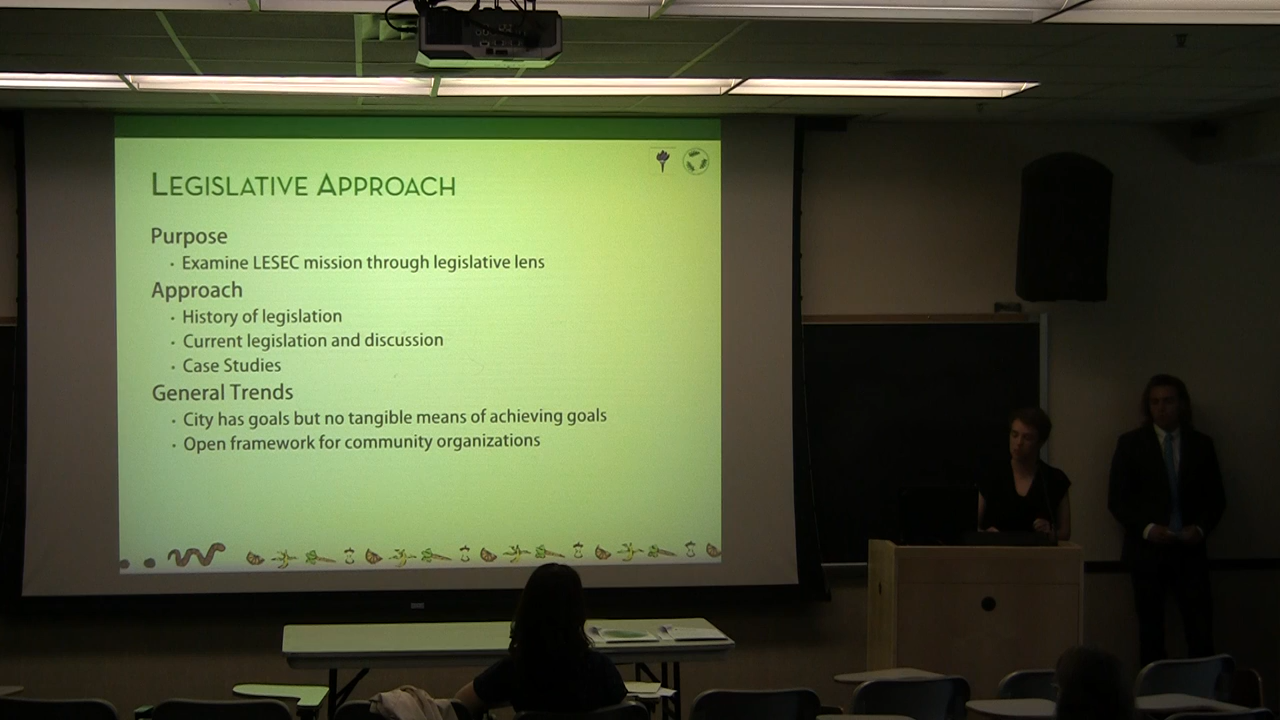 Legislative Approach
Purpose
· Examine LESEC mission through legislative lens
Approach
· History of legislation
· Current legislation and discussion
· Case Studies
General Trends
· City has goals but no tangible means of achieving goals
· Open framework for community organizations